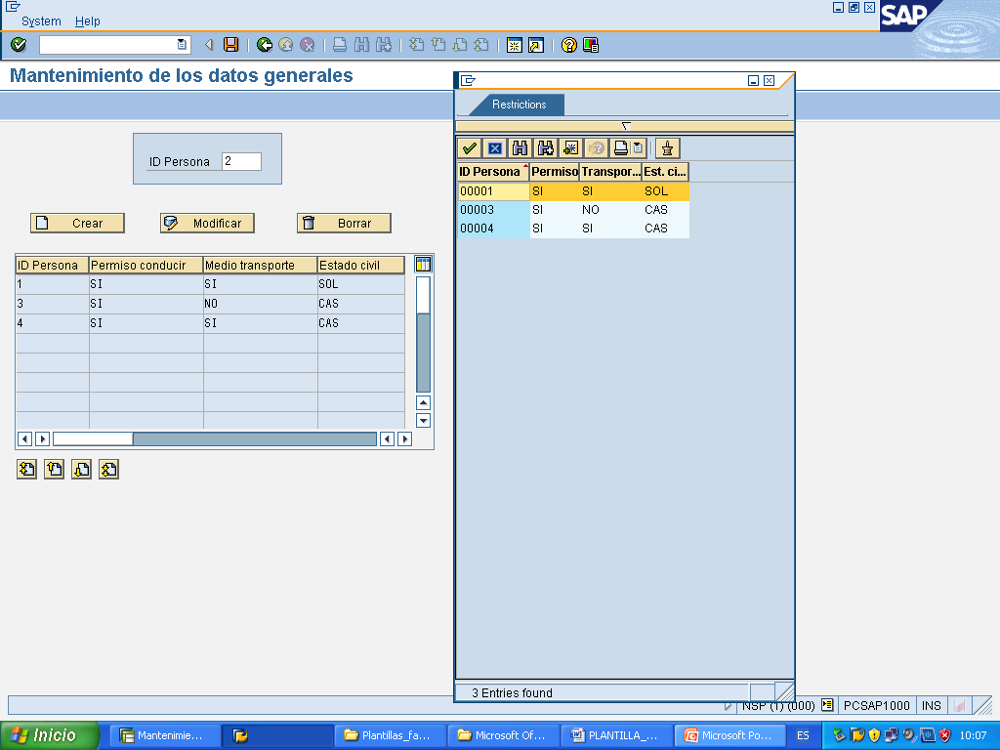 System Help
SAP
Mantenimiento de los datos generales
ID Persona 2
Crear Modificar Borrar
ID Persona Permiso conducir Medio transporte Estado civil
1 SI SI SOL
3 SI NO CAS
4 SI SI CAS
Restrictions
ID Persona Permiso Transpor... Est. ci...
00001 SI SI SOL
00003 SI NO CAS
00004 SI SI CAS
3 Entries found
NSP (1) (000) PCSAP1000 INS
Inicio Mantenimie... Plantillas_fa... Microsoft Of... PLANTILLA_... Microsoft Po... ES 10:07